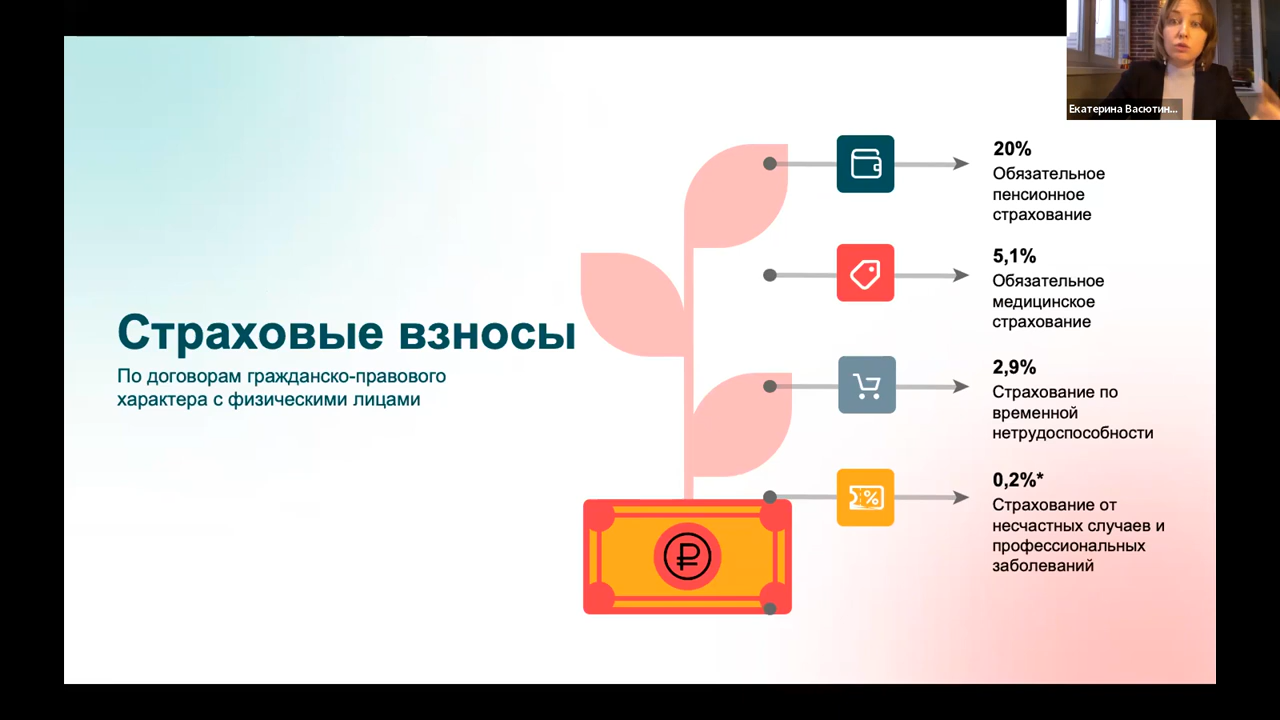 Екатерина Васютин...
20%
Обязательное
пенсионное
страхование
5,1%
Обязательное
медицинское
страхование
Страховые взносы
По договорам гражданско-правового
характера с физическими лицами
2,9%
Страхование по
временной
нетрудоспособности
0,2%*
Страхование от
несчастных случаев и
профессиональных
заболеваний